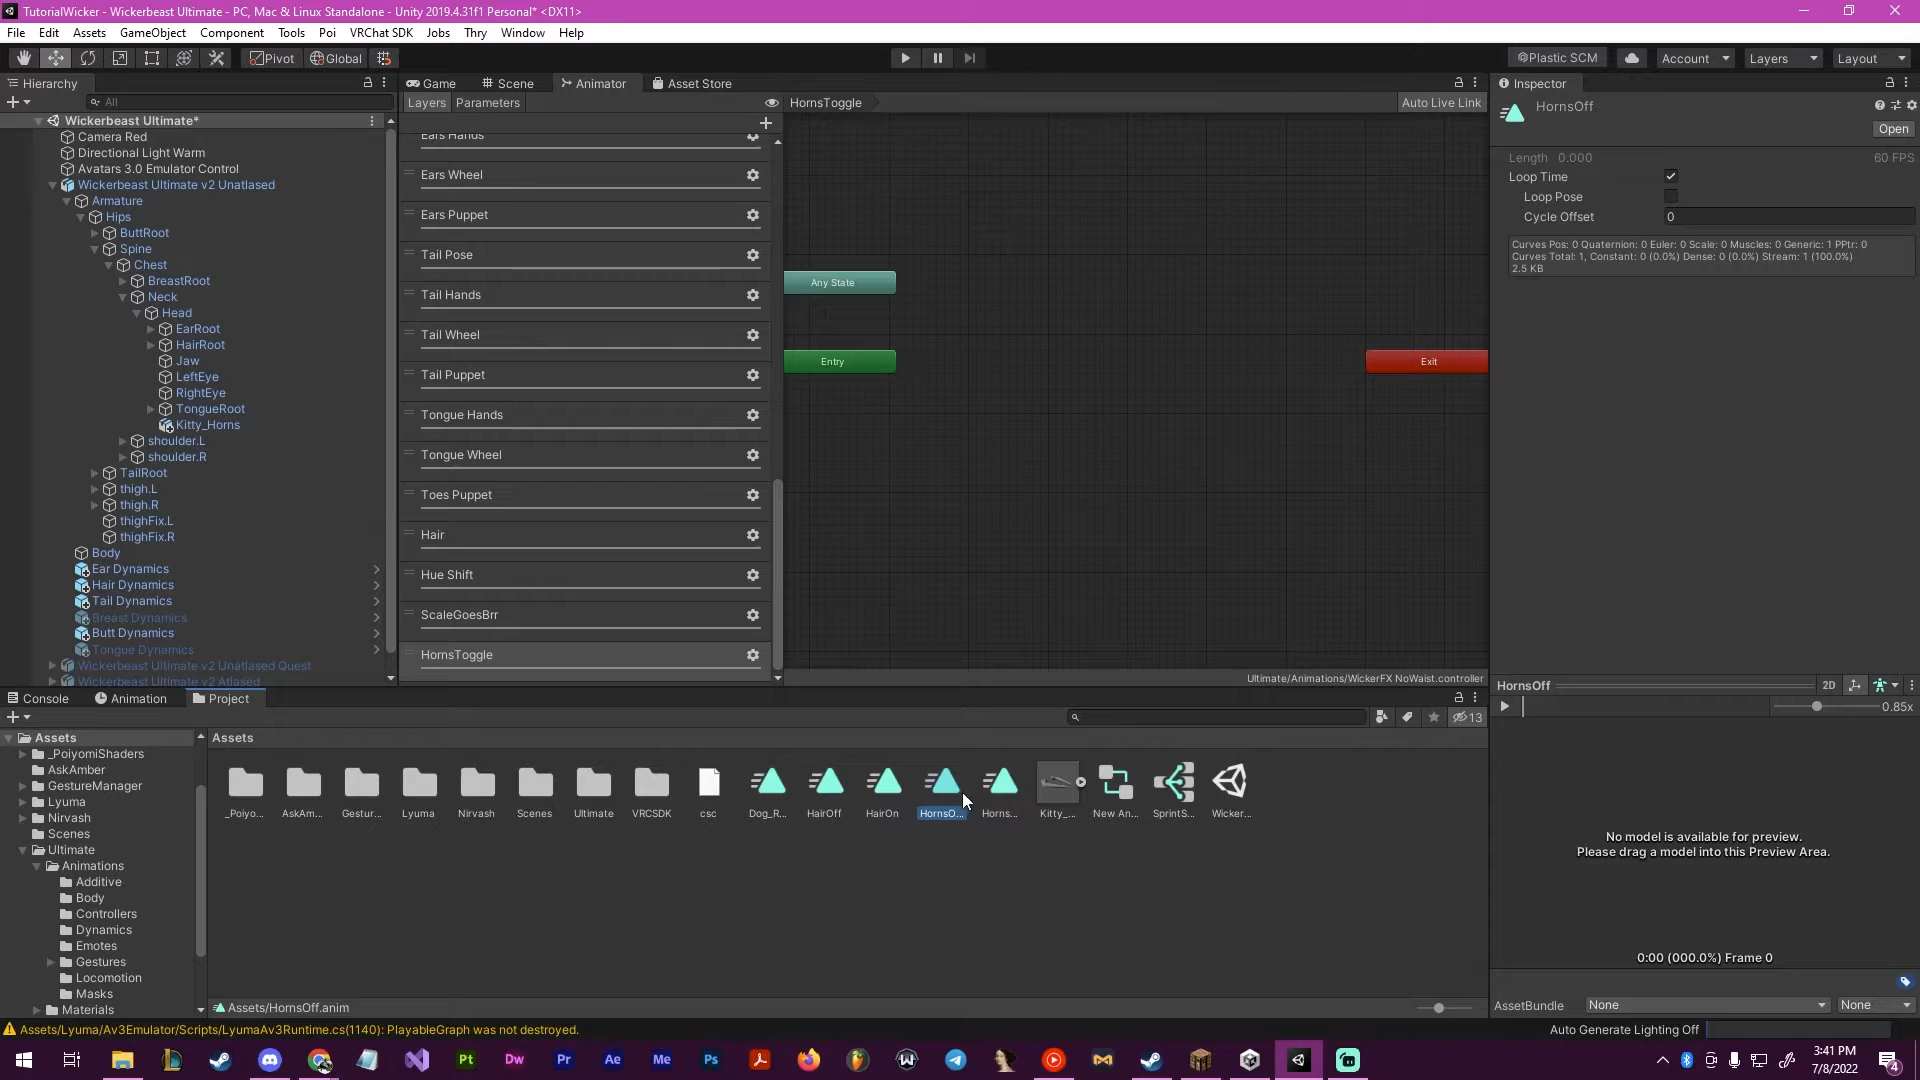 TutorialWicker - Wickerbeast Ultimate - PC, Mac & Linux Standalone - Unity 2019.4.31f1 Personal* <DX11>
File Edit Assets GameObject Component Tools Poi VRChat SDK Jobs Thry Window Help
Pivot Global Plastic SCM Account Layers Layout
Hierarchy
All
Wickerbeast Ultimate*
Camera Red
Directional Light Warm
Avatars 3.0 Emulator Control
Wickerbeast Ultimate v2 Unatlased
Armature
Hips
ButtRoot
Spine
Chest
BreastRoot
Neck
Head
EarRoot
HairRoot
Jaw
LeftEye
RightEye
TongueRoot
Kitty_Horns
shoulder.L
shoulder.R
TailRoot
thigh.L
thigh.R
thighFix.L
thighFix.R
Body
Ear Dynamics
Hair Dynamics
Tail Dynamics
Breast Dynamics
Butt Dynamics
Tongue Dynamics
Wickerbeast Ultimate v2 Unatlased Quest
Wickerbeast Ultimate v2 Atlased
Game Scene Animator Asset Store
Layers Parameters HornsToggle Auto Live Link
Ears Hands
Ears Wheel
Ears Puppet
Tail Pose
Tail Hands
Tail Wheel
Tail Puppet
Tongue Hands
Tongue Wheel
Toes Puppet
Hair
Hue Shift
ScaleGoesBrr
HornsToggle
Any State
Entry
Exit
Ultimate/Animations/WickerFX NoWaist.controller
Inspector
HornsOff
Open
Length 0.000 60 FPS
Loop Time
Loop Pose
Cycle Offset 0
Curves Pos: 0 Quaternion: 0 Euler: 0 Scale: 0 Muscles: 0 Generic: 1 PPtr: 0
Curves Total: 1, Constant: 0 (0.0%) Dense: 0 (0.0%) Stream: 1 (100.0%)
2.5 KB
HornsOff 2D
0.85x
No model is available for preview.
Please drag a model into this Preview Area.
0:00 (000.0%) Frame 0
AssetBundle None None
Console Animation Project
13
Assets
_PoiyomiShaders
AskAmber
GestureManager
Lyuma
Nirvash
Scenes
Ultimate
Animations
Additive
Body
Controllers
Dynamics
Emotes
Gestures
Locomotion
Masks
Materials
Assets
_Poiyo... AskAm... Gestur... Lyuma Nirvash Scenes Ultimate VRCSDK csc Dog_R... HairOff HairOn HornsO... Horns... Kitty_... New An... SprintS... Wicker...
Assets/HornsOff.anim
Assets/Lyuma/Av3Emulator/Scripts/LyumaAv3Runtime.cs(1140): PlayableGraph was not destroyed.
Auto Generate Lighting Off
Pt Dw Pr Ae Me Ps
3:41 PM
7/8/2022
4